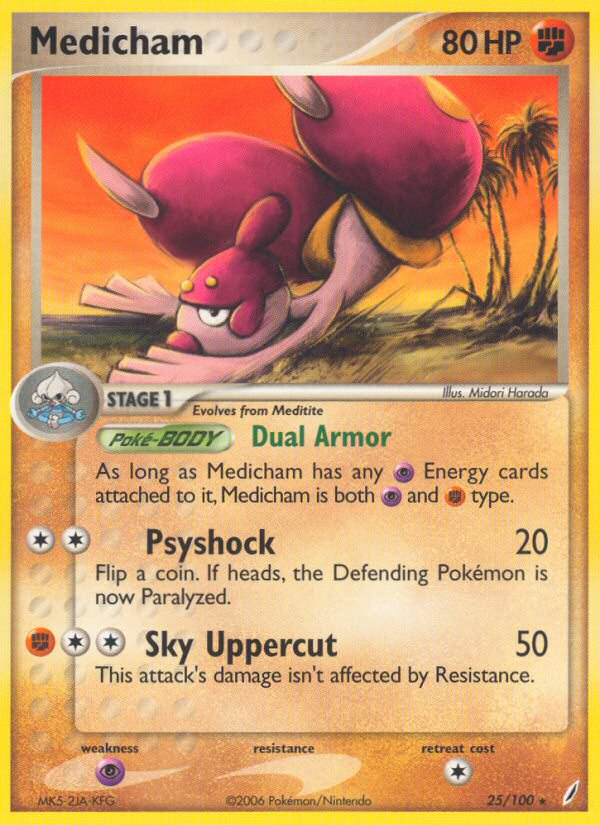 Medicham 80 HP
Illus. Midori Harada
STAGE 1
Evolves from Meditite
Poké-BODY Dual Armor
As long as Medicham has any Energy cards
attached to it, Medicham is both and type.
Psyshock 20
Flip a coin. If heads, the Defending Pokémon is
now Paralyzed.
Sky Uppercut 50
This attack's damage isn't affected by Resistance.
weakness resistance retreat cost
MK5-2JA-KFG ©2006 Pokémon/Nintendo 25/100 ★